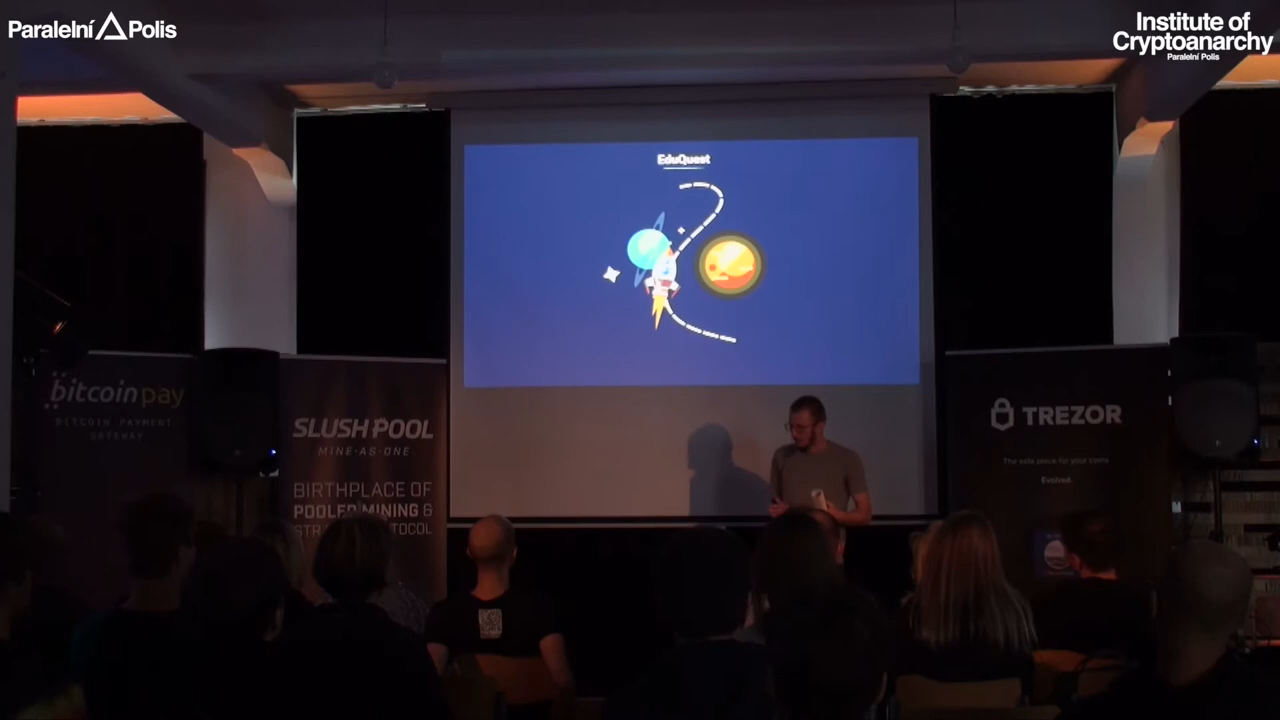 Paralelní Polis
Institute of
Cryptoanarchy
Paralelní Polis
EduQuest
bitcoinpay
BITCOIN PAYMENT
GATEWAY
SLUSH POOL
MINE-AS-ONE
BIRTHPLACE OF
POOLED MINING &
TREZOR
The safe place for your coins
Evolved.